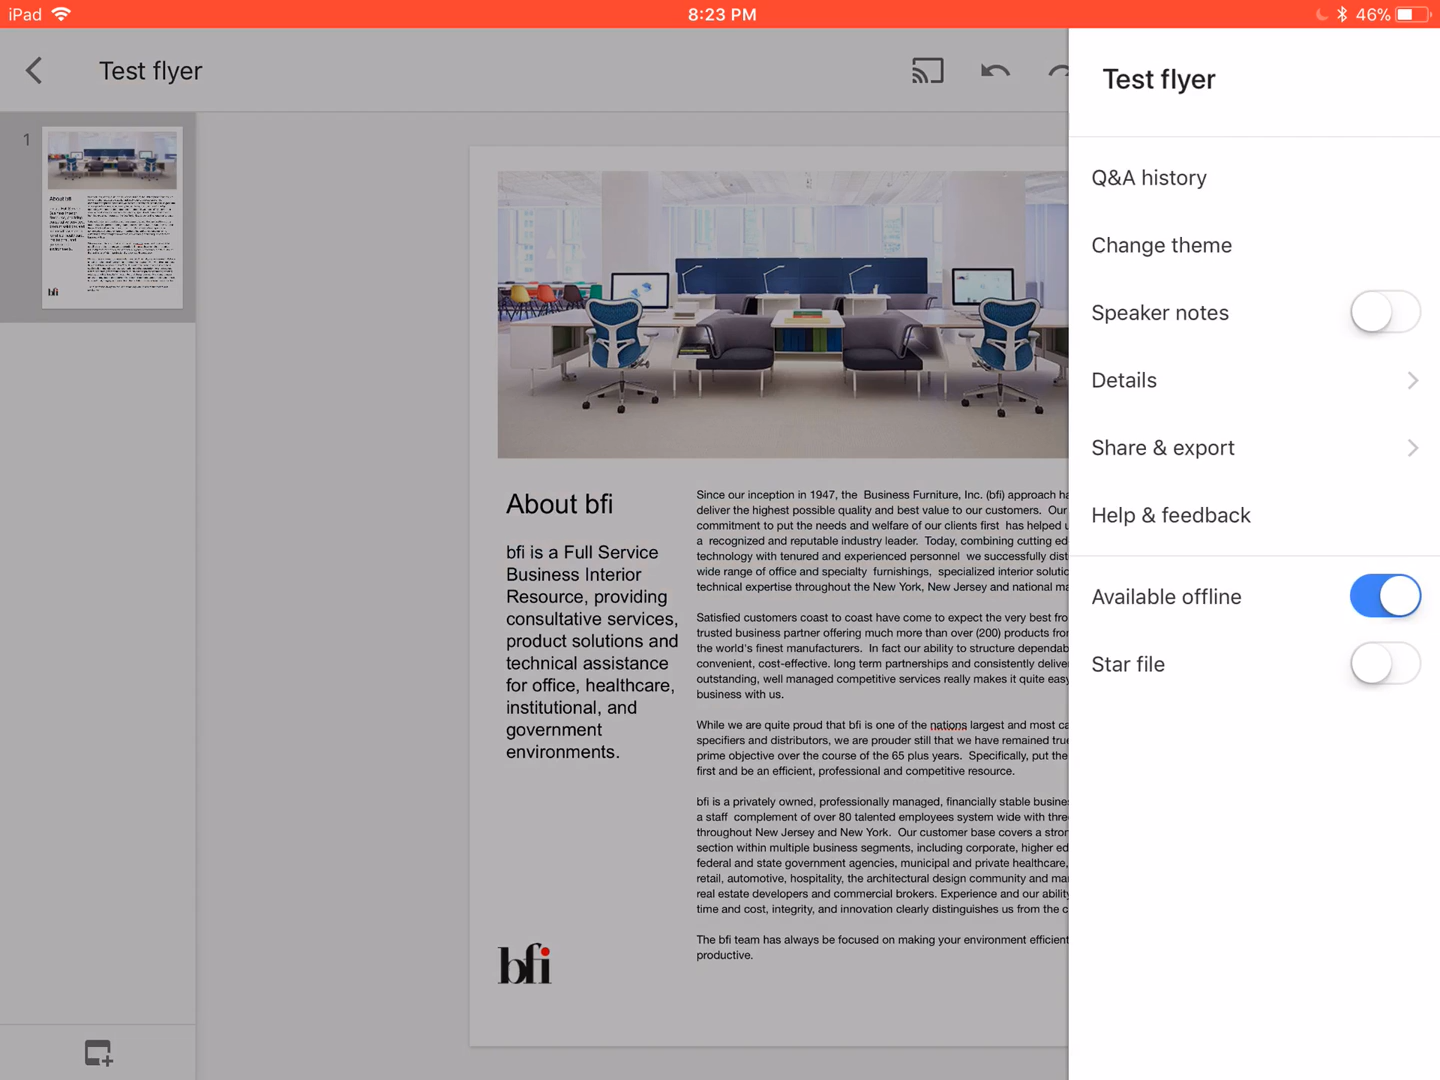 iPad
8:23 PM
46%
Test flyer
Test flyer
1
About bfi
bfi
Q&A history
Change theme
Speaker notes
Details
Share & export
Help & feedback
Available offline
Star file
About bfi
bfi is a Full Service
Business Interior
Resource, providing
consultative services,
product solutions and
technical assistance
for office, healthcare,
institutional, and
government
environments.
Since our inception in 1947, the Business Furniture, Inc. (bfi) approach ha
deliver the highest possible quality and best value to our customers. Our
commitment to put the needs and welfare of our clients first has helped u
a recognized and reputable industry leader. Today, combining cutting ed
technology with tenured and experienced personnel we successfully dist
wide range of office and specialty furnishings, specialized interior solutio
technical expertise throughout the New York, New Jersey and national ma
Satisfied customers coast to coast have come to expect the very best fro
trusted business partner offering much more than over (200) products fro
the world's finest manufacturers. In fact our ability to structure dependab
convenient, cost-effective. long term partnerships and consistently delive
outstanding, well managed competitive services really makes it quite easy
business with us.
While we are quite proud that bfi is one of the nations largest and most ca
specifiers and distributors, we are prouder still that we have remained true
prime objective over the course of the 65 plus years. Specifically, put the
first and be an efficient, professional and competitive resource.
bfi is a privately owned, professionally managed, financially stable busine
a staff complement of over 80 talented employees system wide with thre
throughout New Jersey and New York. Our customer base covers a stron
section within multiple business segments, including corporate, higher ed
federal and state government agencies, municipal and private healthcare,
retail, automotive, hospitality, the architectural design community and ma
real estate developers and commercial brokers. Experience and our ability
time and cost, integrity, and innovation clearly distinguishes us from the c
The bfi team has always be focused on making your environment efficient
productive.
bfi